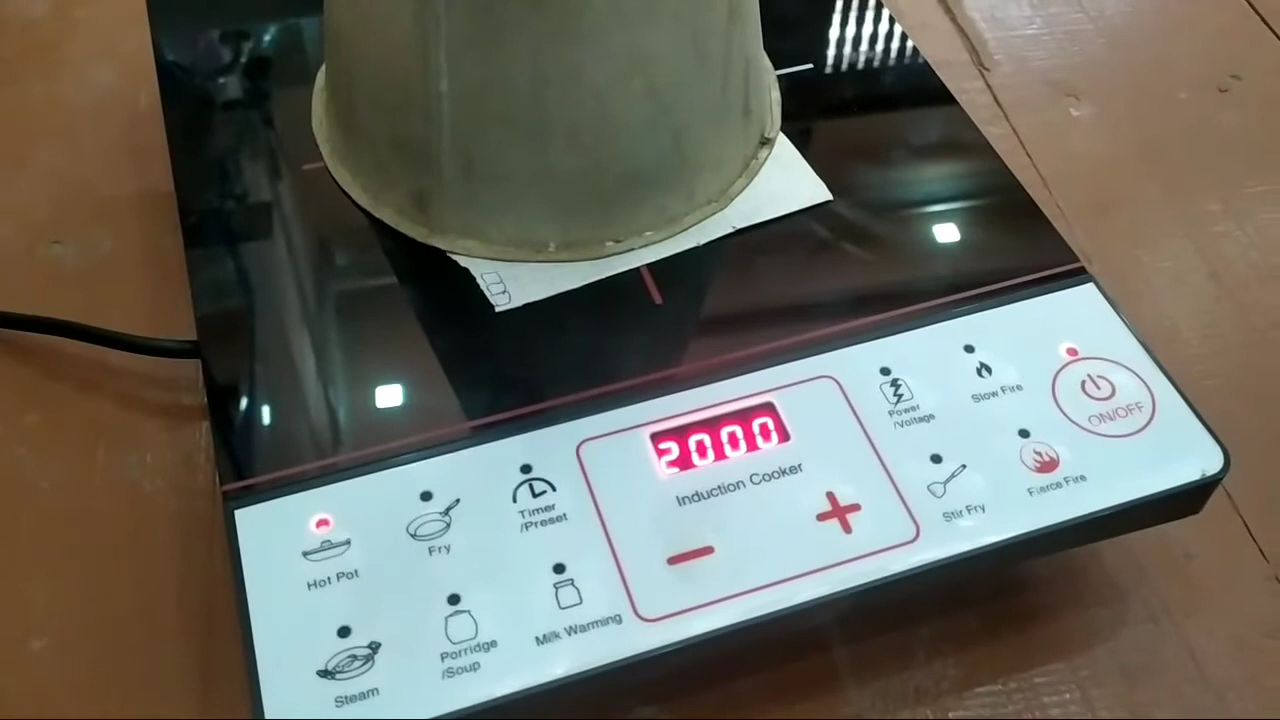 2000
Induction Cooker
Hot Pot
Fry
Timer
/Preset
Steam
Porridge
/Soup
Milk Warming
Power
/Voltage
Slow Fire
ON/OFF
Stir Fry
Fierce Fire